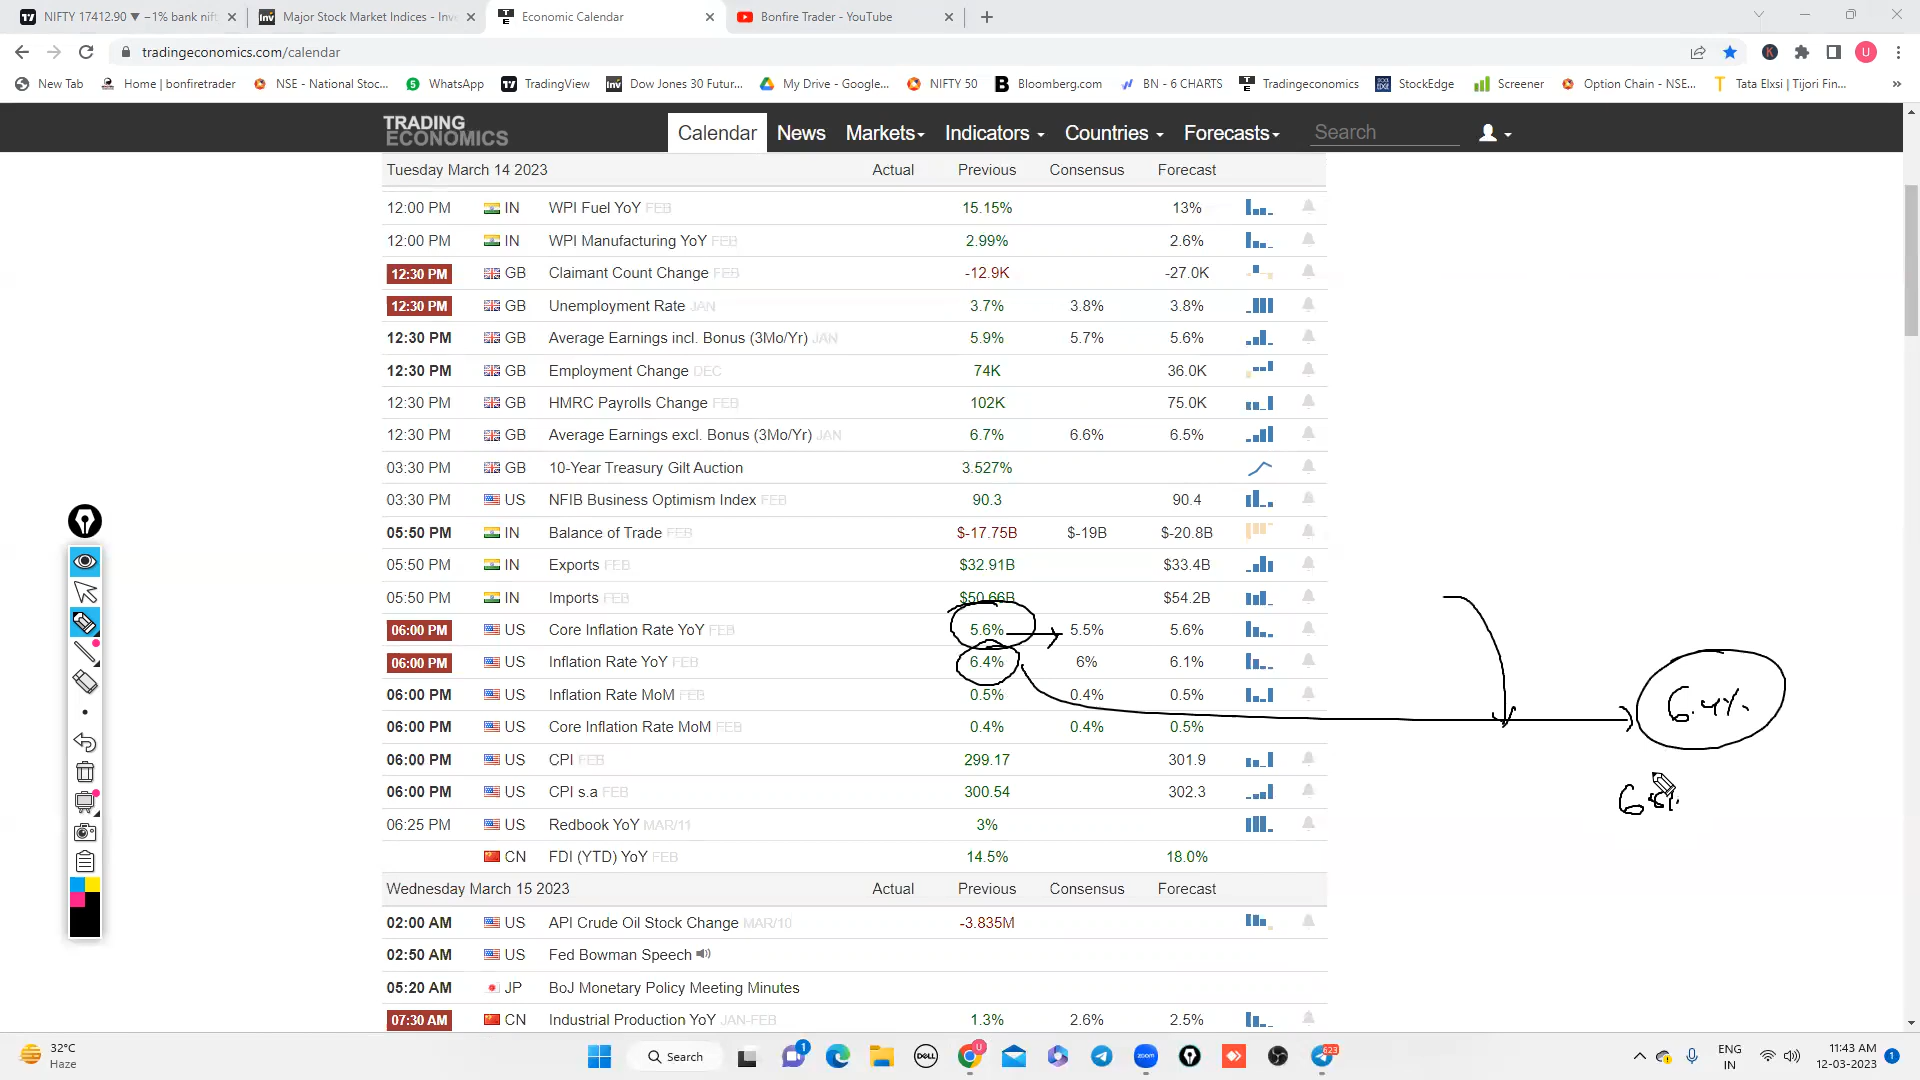 NIFTY 17412.90 ▼ −1% bank nift
Major Stock Market Indices - Inve
Economic Calendar
Bonfire Trader - YouTube
tradingeconomics.com/calendar
New Tab
Home | bonfiretrader
NSE - National Stoc...
WhatsApp
TradingView
Dow Jones 30 Futur...
My Drive - Google...
NIFTY 50
Bloomberg.com
BN - 6 CHARTS
Tradingeconomics
StockEdge
Screener
Option Chain - NSE...
Tata Elxsi | Tijori Fin...
TRADING
ECONOMICS
Calendar News Markets Indicators Countries Forecasts Search
Tuesday March 14 2023 Actual Previous Consensus Forecast
12:00 PM IN WPI Fuel YoY FEB 15.15% 13%
12:00 PM IN WPI Manufacturing YoY FEB 2.99% 2.6%
12:30 PM GB Claimant Count Change FEB -12.9K -27.0K
12:30 PM GB Unemployment Rate JAN 3.7% 3.8% 3.8%
12:30 PM GB Average Earnings incl. Bonus (3Mo/Yr) JAN 5.9% 5.7% 5.6%
12:30 PM GB Employment Change DEC 74K 36.0K
12:30 PM GB HMRC Payrolls Change FEB 102K 75.0K
12:30 PM GB Average Earnings excl. Bonus (3Mo/Yr) JAN 6.7% 6.6% 6.5%
03:30 PM GB 10-Year Treasury Gilt Auction 3.527%
03:30 PM US NFIB Business Optimism Index FEB 90.3 90.4
05:50 PM IN Balance of Trade FEB $-17.75B $-19B $-20.8B
05:50 PM IN Exports FEB $32.91B $33.4B
05:50 PM IN Imports FEB $50.66B $54.2B
06:00 PM US Core Inflation Rate YoY FEB 5.6% 5.5% 5.6%
06:00 PM US Inflation Rate YoY FEB 6.4% 6% 6.1%
06:00 PM US Inflation Rate MoM FEB 0.5% 0.4% 0.5%
06:00 PM US Core Inflation Rate MoM FEB 0.4% 0.4% 0.5%
6.4%
06:00 PM US CPI FEB 299.17 301.9
06:00 PM US CPI s.a FEB 300.54 302.3
06:25 PM US Redbook YoY MAR/11 3%
CN FDI (YTD) YoY FEB 14.5% 18.0%
Wednesday March 15 2023 Actual Previous Consensus Forecast
02:00 AM US API Crude Oil Stock Change MAR/10 -3.835M
02:50 AM US Fed Bowman Speech
05:20 AM JP BoJ Monetary Policy Meeting Minutes
07:30 AM CN Industrial Production YoY JAN-FEB 1.3% 2.6% 2.5%
32°C
Haze
Search
DELL
zoom
623
ENG
IN
11:43 AM
12-03-2023